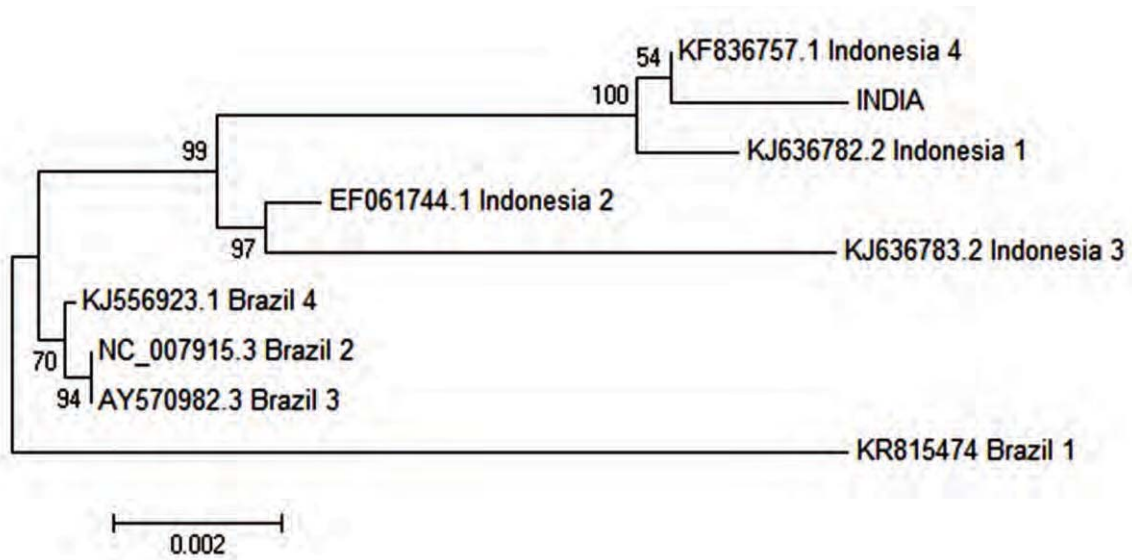 54
KF836757.1 Indonesia 4
100
INDIA
KJ636782.2 Indonesia 1
99
EF061744.1 Indonesia 2
97
KJ636783.2 Indonesia 3
KJ556923.1 Brazil 4
70
NC_007915.3 Brazil 2
94
AY570982.3 Brazil 3
KR815474 Brazil 1
0.002